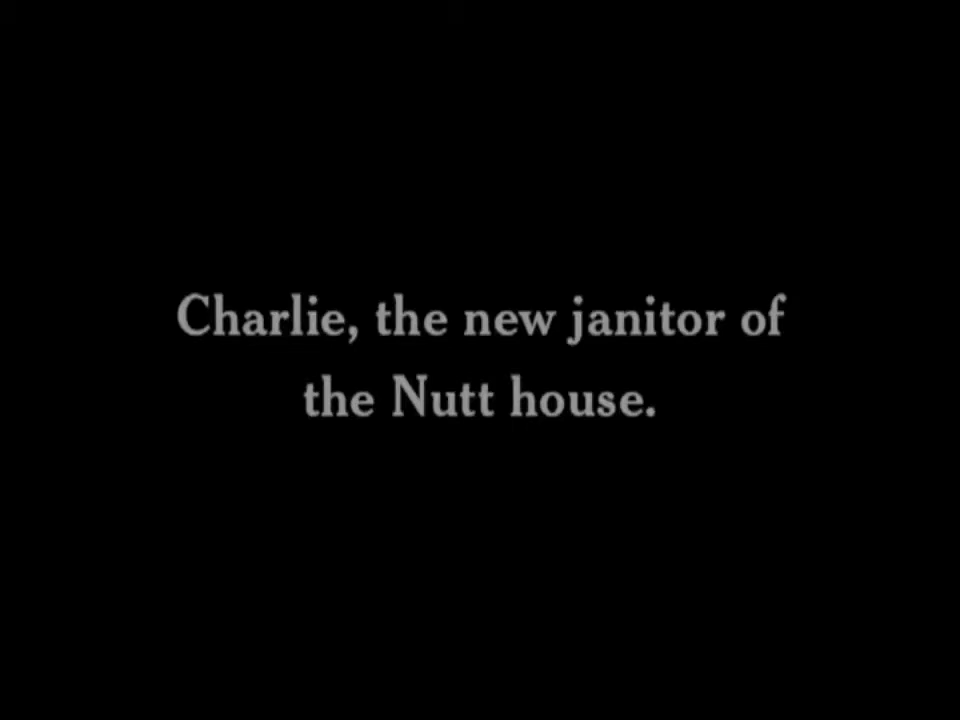 Charlie, the new janitor of
the Nutt house.